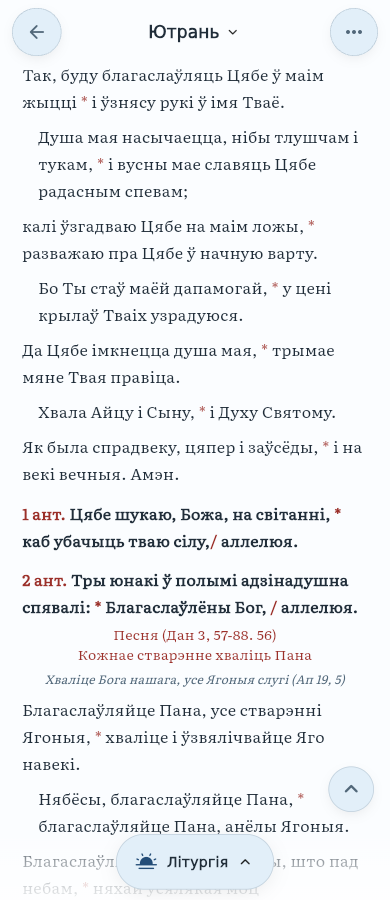 Ютрань
Так, буду благаслаўляць Цябе ў маім
жыцці * і ўзнясу рукі ў імя Тваё.
Душа мая насычаецца, нібы тлушчам і
тукам, * і вусны мае славяць Цябе
радасным спевам;
калі ўзгадваю Цябе на маім ложы, *
разважаю пра Цябе ў начную варту.
Бо Ты стаў маёй дапамогай, * у цені
крылаў Тваіх узрадуюся.
Да Цябе імкнецца душа мая, * трымае
мяне Твая правіца.
Хвала Айцу і Сыну, * і Духу Святому.
Як была спрадвеку, цяпер і заўсёды, * і на
векі вечныя. Амэн.
1 ант. Цябе шукаю, Божа, на світанні, *
каб убачыць тваю сілу,/ аллелюя.
2 ант. Тры юнакі ў полымі адзінадушна
спявалі: * Благаслаўлёны Бог, / аллелюя.
Песня (Дан 3, 57-88. 56)
Кожнае стварэнне хваліць Пана
Хваліце Бога нашага, усе Ягоныя слугі (Ап 19, 5)
Благаслаўляйце Пана, усе стварэнні
Ягоныя, * хваліце і ўзвялічвайце Яго
навекі.
Нябёсы, благаслаўляйце Пана, *
благаслаўляйце Пана, анёлы Ягоныя.
што пад
небам, * няхай усялякая моц
Літургія